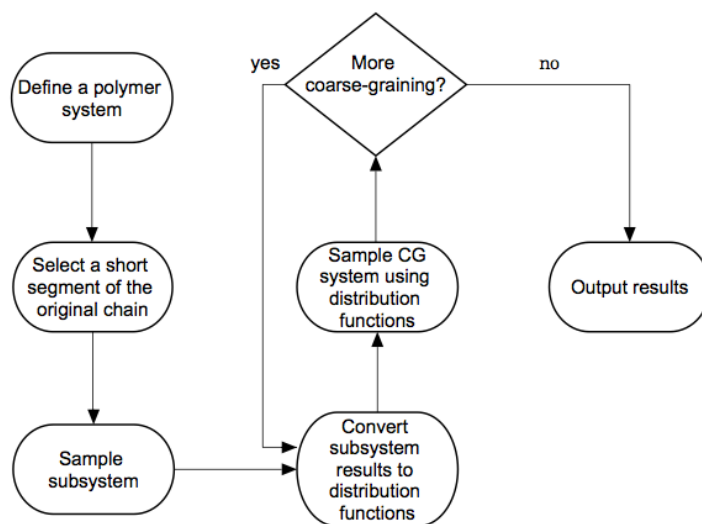 Define a polymer
system
Select a short
segment of the
original chain
Sample
subsystem
Convert
subsystem
results to
distribution
functions
Sample CG
system using
distribution
functions
More
coarse-graining?
yes
no
Output results